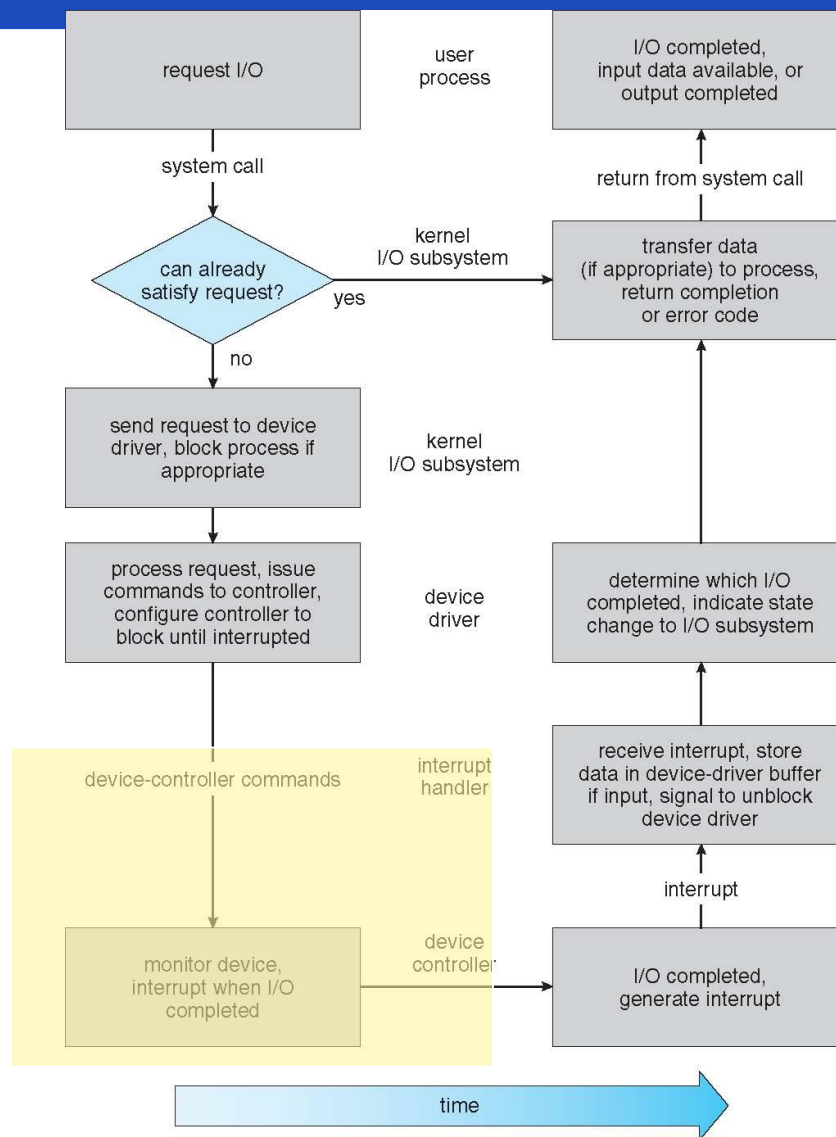 request I/O
user
process
I/O completed,
input data available, or
output completed
system call
return from system call
can already
satisfy request?
yes
no
kernel
I/O subsystem
transfer data
(if appropriate) to process,
return completion
or error code
send request to device
driver, block process if
appropriate
kernel
I/O subsystem
process request, issue
commands to controller,
configure controller to
block until interrupted
device
driver
determine which I/O
completed, indicate state
change to I/O subsystem
device-controller commands
interrupt
handler
receive interrupt, store
data in device-driver buffer
if input, signal to unblock
device driver
interrupt
monitor device,
interrupt when I/O
completed
device
controller
I/O completed,
generate interrupt
time